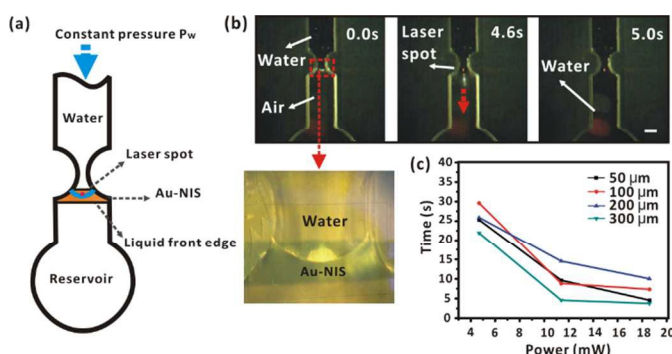 (a)
Constant pressure Pw
Water
Laser spot
Au-NIS
Liquid front edge
Reservoir
(b)
0.0s
Water
Air
Laser
spot
4.6s
5.0s
Water
Water
Au-NIS
(c)
50 μm
100 μm
200 μm
300 μm
Time (s)
40
35
30
25
20
15
10
5
0
4 6 8 10 12 14 16 18 20
Power (mW)